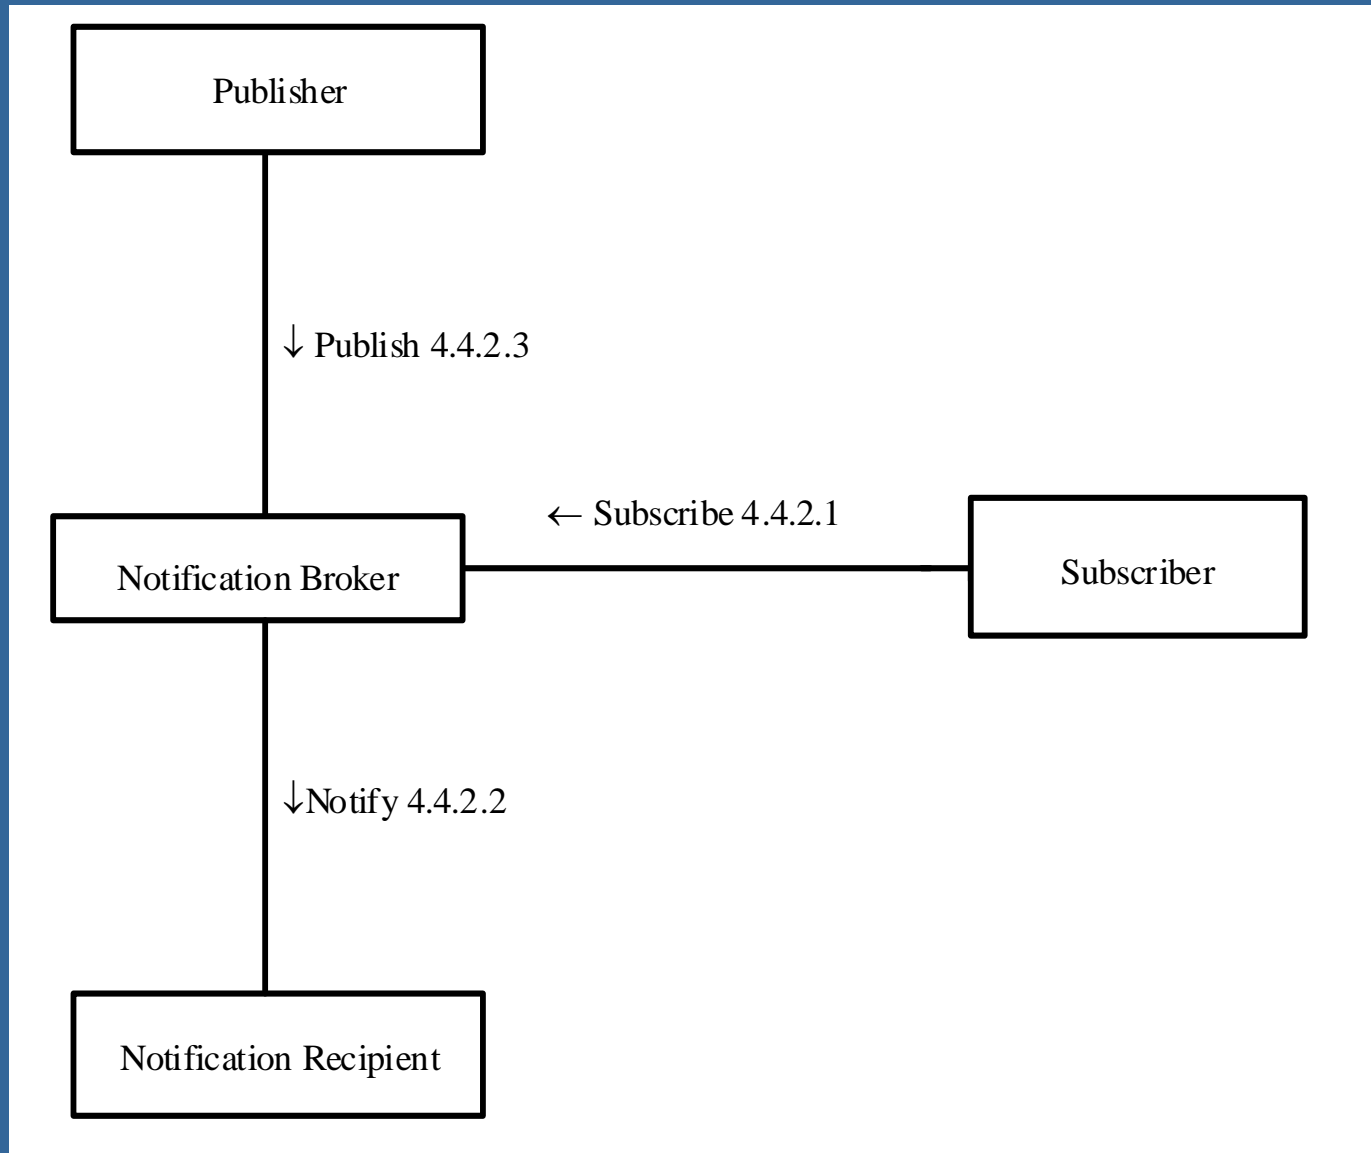 Publisher
↓ Publish 4.4.2.3
← Subscribe 4.4.2.1
Notification Broker
Subscriber
↓Notify 4.4.2.2
Notification Recipient